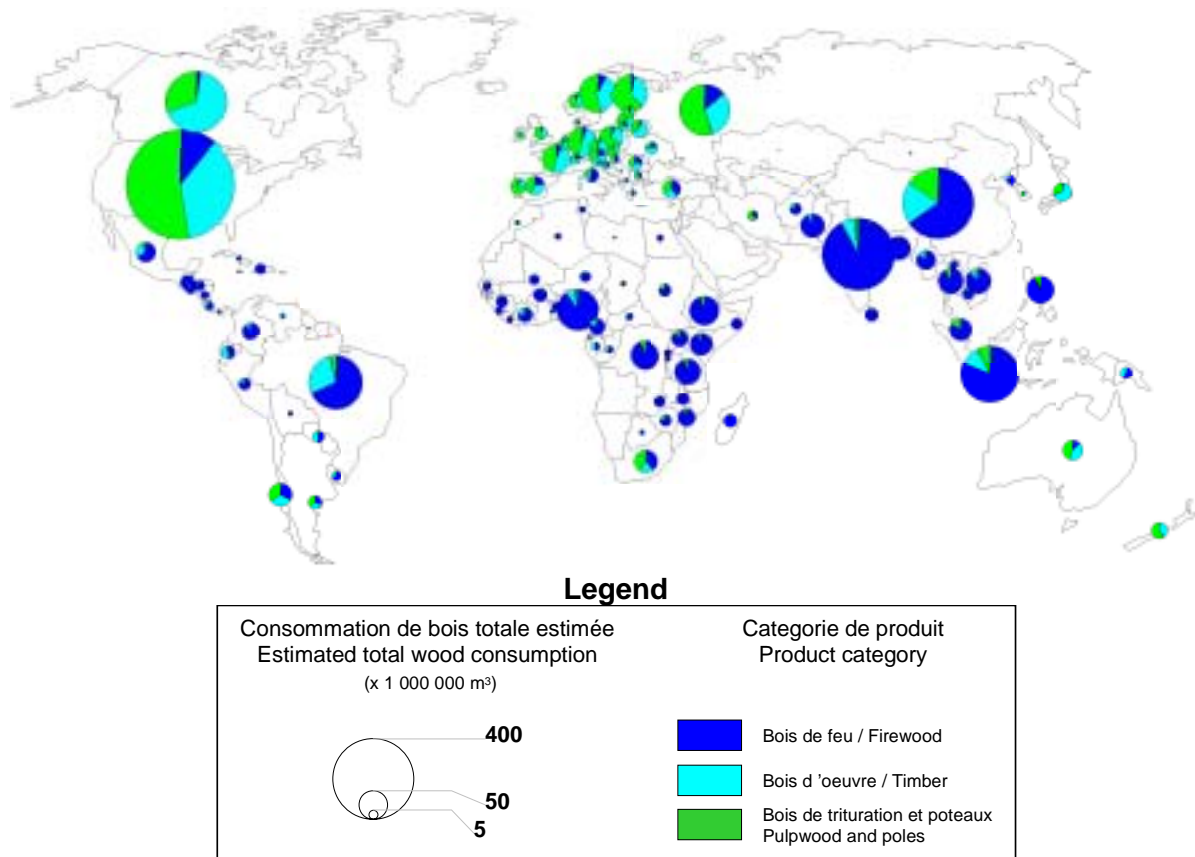 Legend
Consommation de bois totale estimée
Estimated total wood consumption
(x 1 000 000 m³)
400
50
5
Categorie de produit
Product category
Bois de feu / Firewood
Bois d 'oeuvre / Timber
Bois de trituration et poteaux
Pulpwood and poles